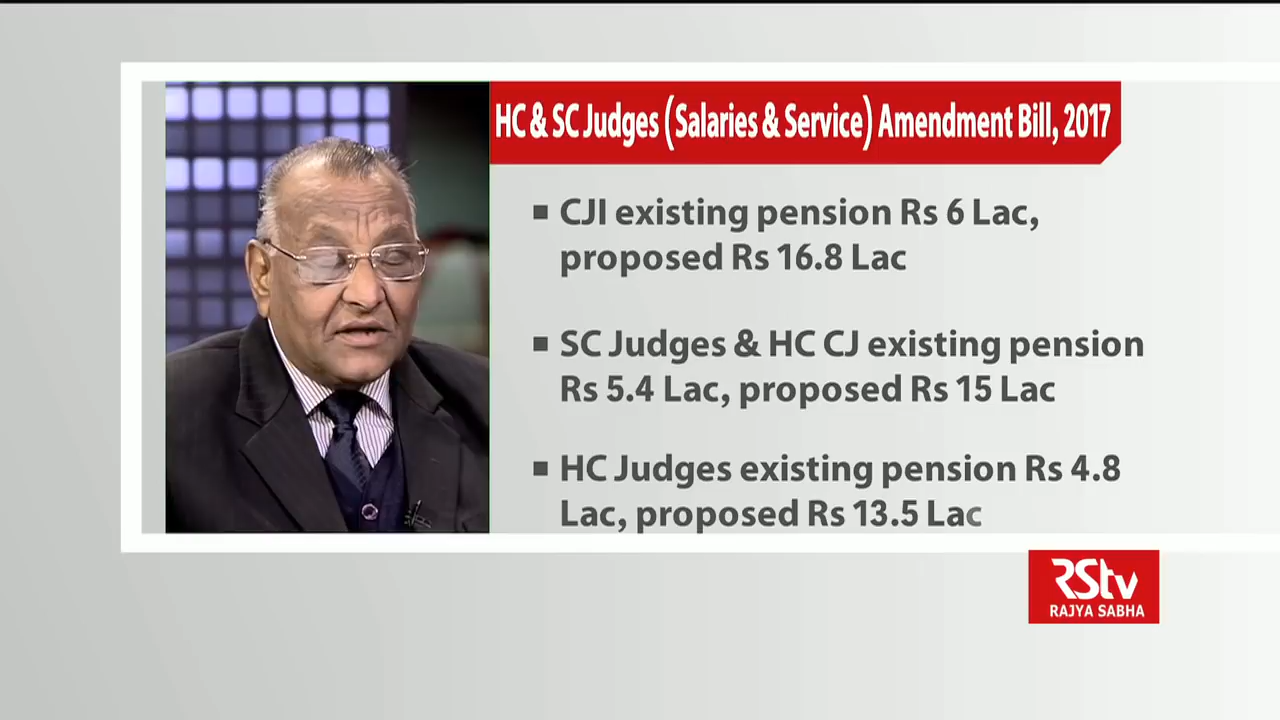 HC & SC Judges (Salaries & Service) Amendment Bill, 2017
▪ CJI existing pension Rs 6 Lac,
proposed Rs 16.8 Lac
▪ SC Judges & HC CJ existing pension
Rs 5.4 Lac, proposed Rs 15 Lac
▪ HC Judges existing pension Rs 4.8
Lac, proposed Rs 13.5 Lac
RStv
RAJYA SABHA